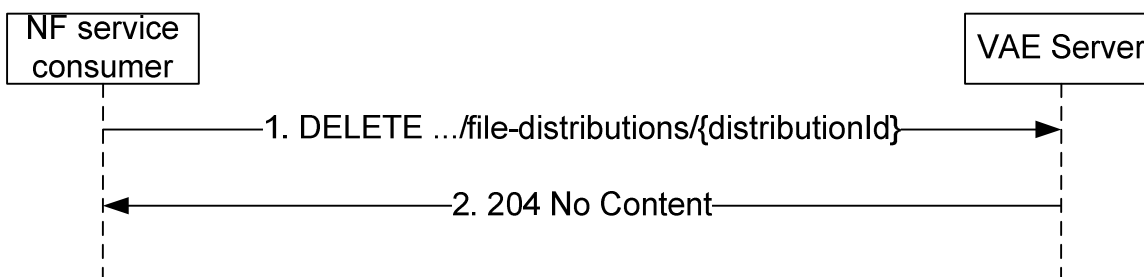 NF service
consumer
VAE Server
1. DELETE .../file-distributions/{distributionId}
2. 204 No Content